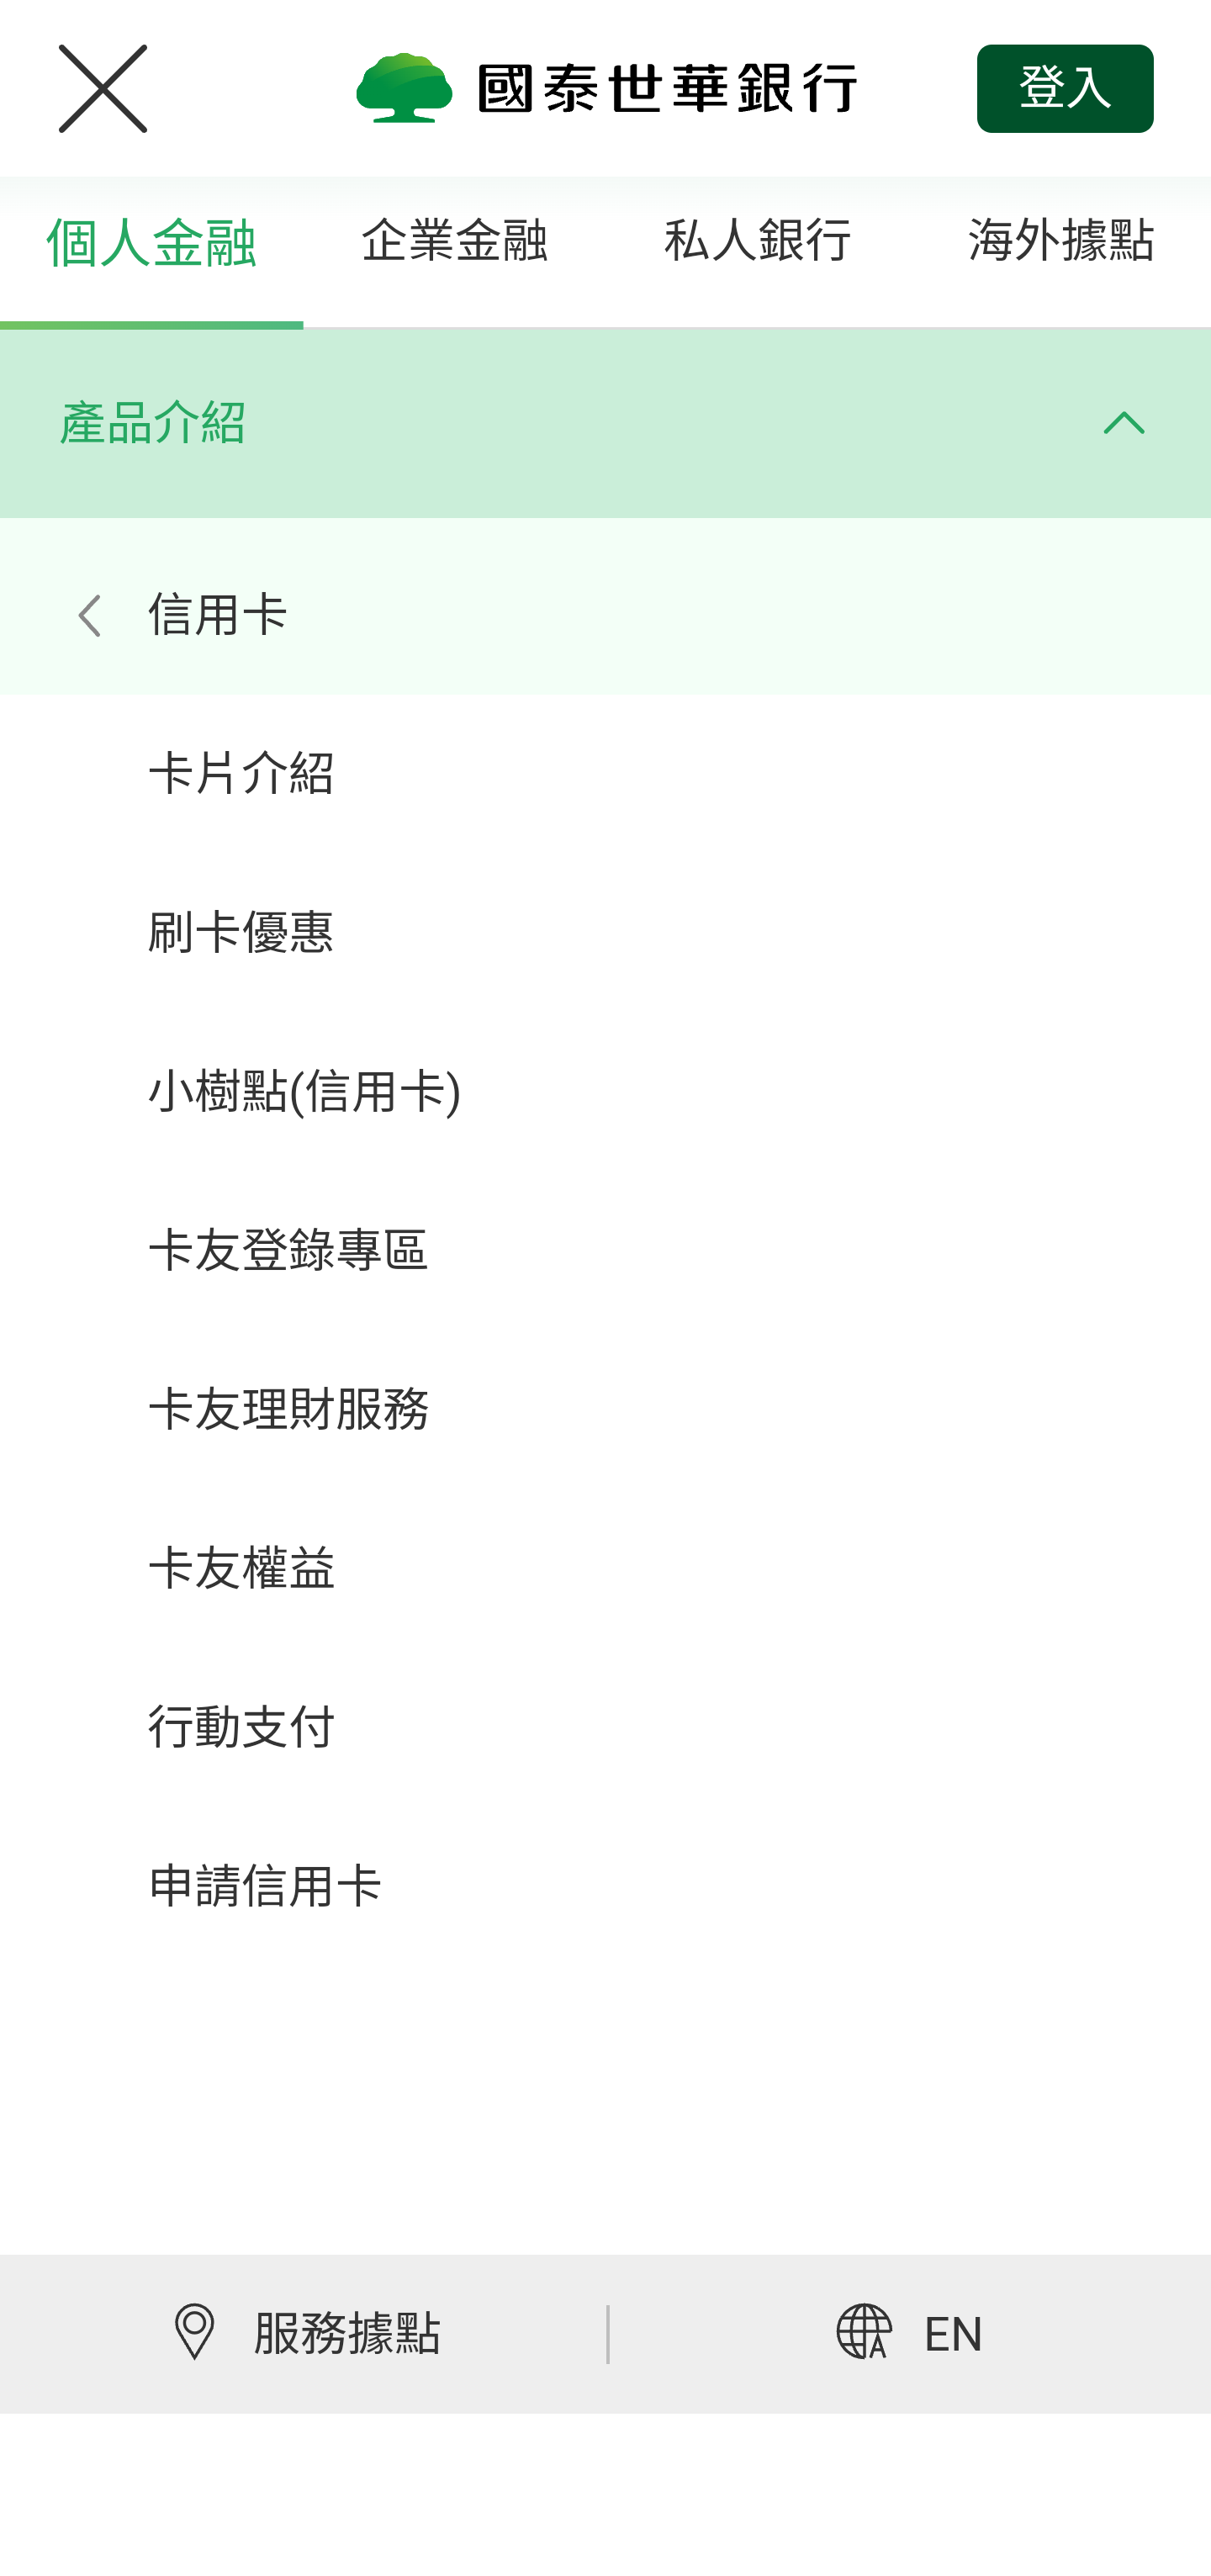 國泰世華銀行
登入
個人金融 企業金融 私人銀行 海外據點
產品介紹
信用卡
卡片介紹
刷卡優惠
小樹點(信用卡)
卡友登錄專區
卡友理財服務
卡友權益
行動支付
申請信用卡
服務據點
EN